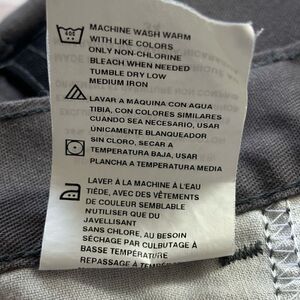 MACHINE WASH WARM
WITH LIKE COLORS
ONLY NON-CHLORINE
BLEACH WHEN NEEDED
TUMBLE DRY LOW
MEDIUM IRON
LAVAR A MÁQUINA CON AGUA
TIBIA, CON COLORES SIMILARES
CUANDO SEA NECESARIO, USAR
ÚNICAMENTE BLANQUEADOR
SIN CLORO, SECAR A
TEMPERATURA BAJA, USAR
PLANCHA A TEMPERATURA MEDIA
LAVER À LA MACHINE À L'EAU
TIÈDE, AVEC DES VÊTEMENTS
DE COULEUR SEMBLABLE
N'UTILISER QUE DU
JAVELLISANT
SANS CHLORE, AU BESOIN
SÉCHAGE PAR CULBUTAGE À
BASSE TEMPÉRATURE
REPASSAGE À